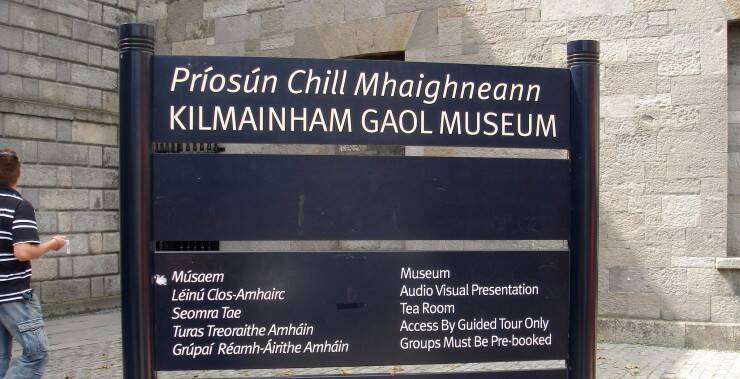 Príosún Chill Mhaighneann
KILMAINHAM GAOL MUSEUM
Músaem
Léiriú Clos-Amhairc
Seomra Tae
Turas Treoraithe Amháin
Grúpaí Réamh-Áirithe Amháin
Museum
Audio Visual Presentation
Tea Room
Access By Guided Tour Only
Groups Must Be Pre-booked